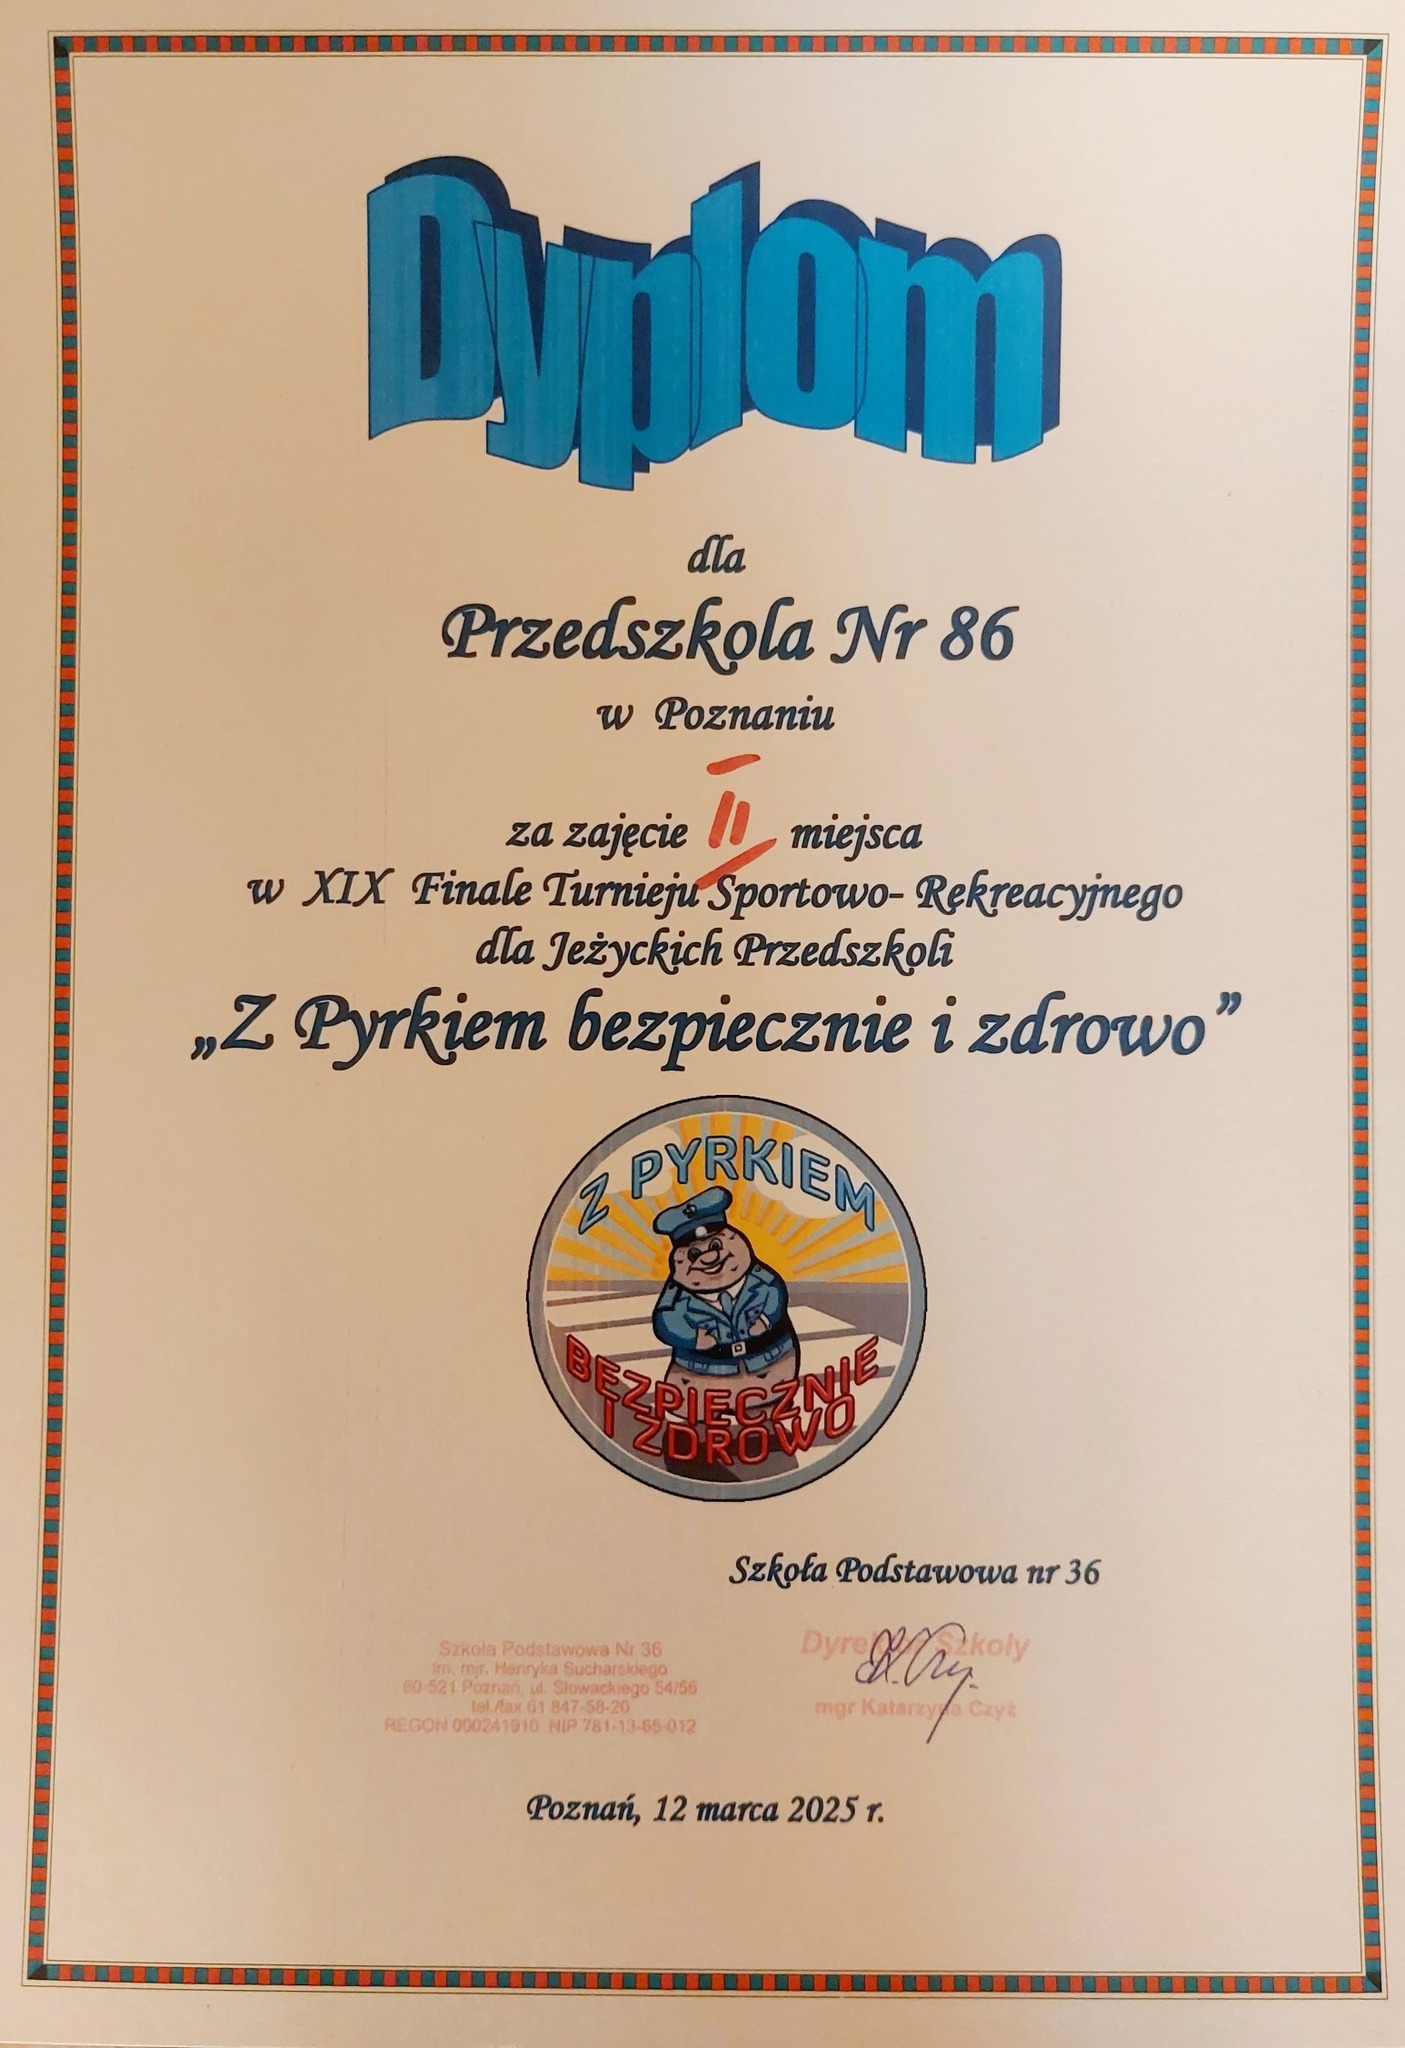 Dyplom
dla
Przedszkola Nr 86
w Poznaniu
za zajęcie II miejsca
w XIX Finale Turnieju Sportowo- Rekreacyjnego
dla Jeżyckich Przedszkoli
„Z Pyrkiem bezpiecznie i zdrowo”
Z PYRKIEM
BEZPIECZNIE
I ZDROWO
Szkoła Podstawowa nr 36
Szkoła Podstawowa Nr 36
im. mjr. Henryka Sucharskiego
60-521 Poznań, ul. Słowackiego 54/56
tel./fax 61 847-58-20
REGON 000241910 NIP 781-13-65-012
Dyrektor Szkoły
mgr Katarzyna Czyż
Poznań, 12 marca 2025 r.